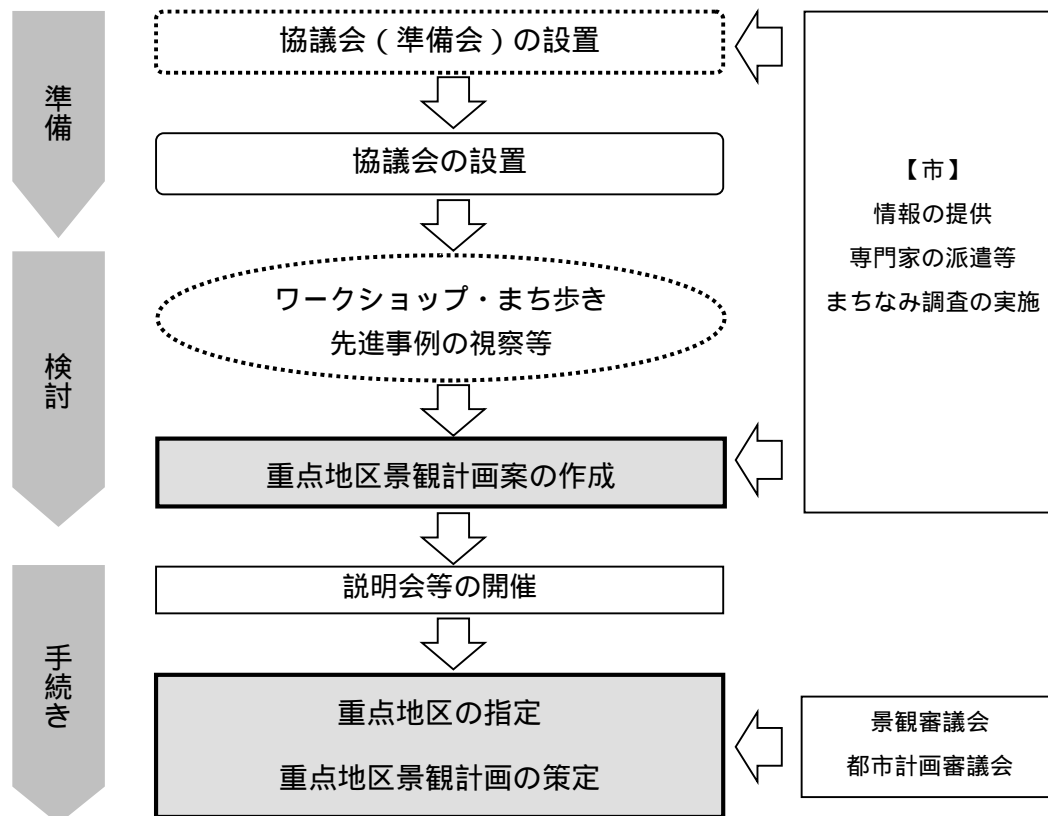 準備
協議会（準備会）の設置
協議会の設置
【市】
情報の提供
専門家の派遣等
まちなみ調査の実施
検討
ワークショップ・まち歩き
先進事例の視察等
重点地区景観計画案の作成
手続き
説明会等の開催
重点地区の指定
重点地区景観計画の策定
景観審議会
都市計画審議会